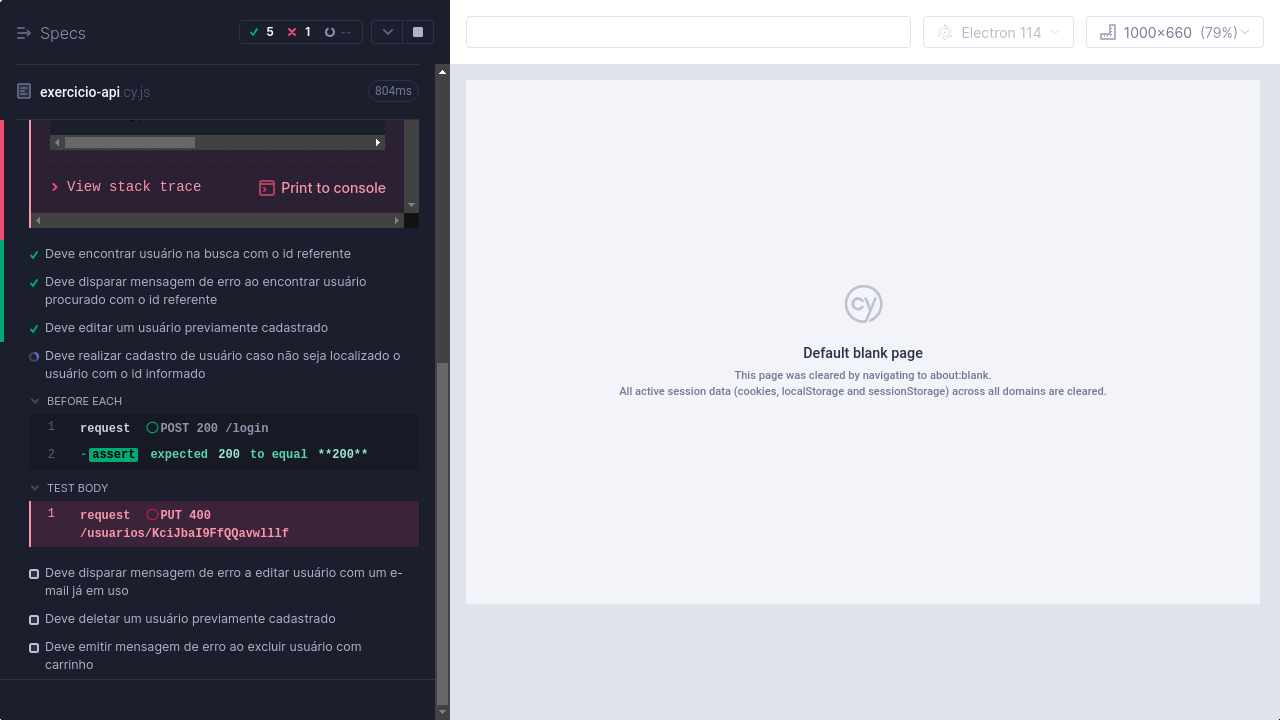 Specs
5
1
--
Electron 114
1000x660 (79%)
exercicio-api.cy.js
804ms
View stack trace
Print to console
Deve encontrar usuário na busca com o id referente
Deve disparar mensagem de erro ao encontrar usuário
procurado com o id referente
Deve editar um usuário previamente cadastrado
Deve realizar cadastro de usuário caso não seja localizado o
usuário com o id informado
BEFORE EACH
1 request POST 200 /login
2 -assert expected 200 to equal **200**
TEST BODY
1 request PUT 400
/usuarios/KciJbaI9FfQQavwlllf
Deve disparar mensagem de erro a editar usuário com um e-
mail já em uso
Deve deletar um usuário previamente cadastrado
Deve emitir mensagem de erro ao excluir usuário com
carrinho
cy
Default blank page
This page was cleared by navigating to about:blank.
All active session data (cookies, localStorage and sessionStorage) across all domains are cleared.